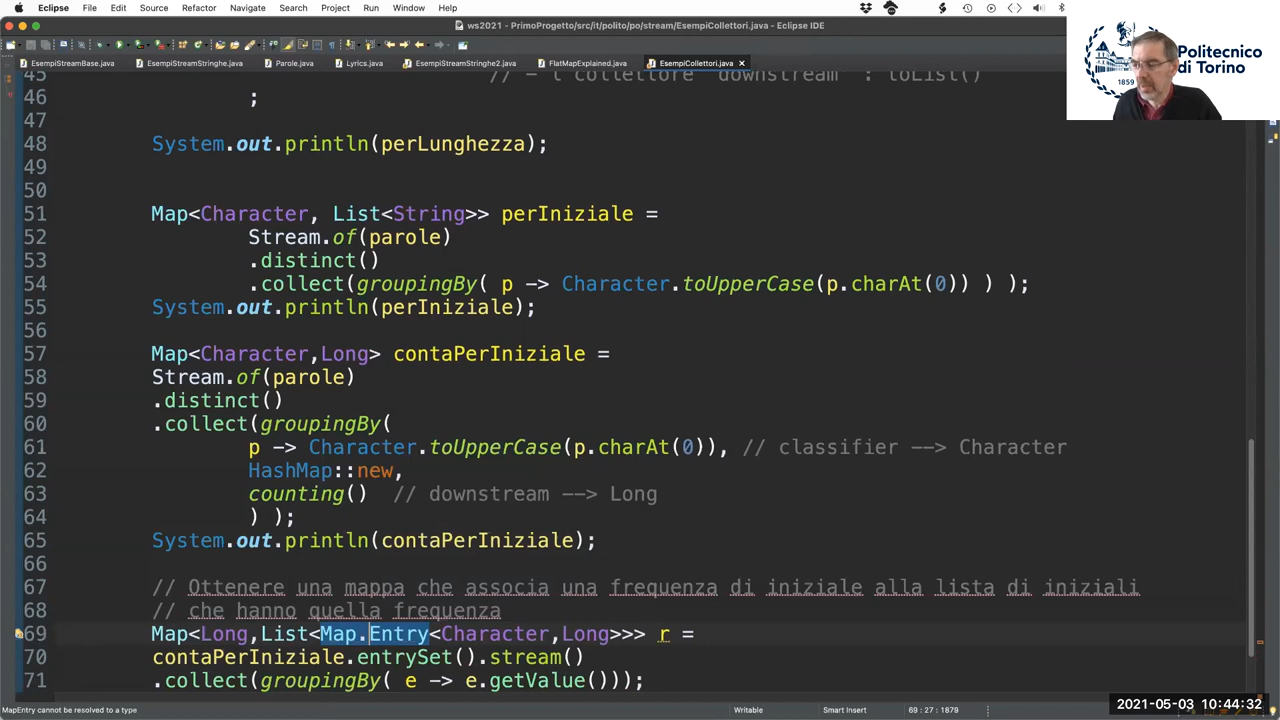 Eclipse File Edit Source Refactor Navigate Search Project Run Window Help
ws2021 - PrimoProgetto/src/it/polito/po/stream/EsempiCollettori.java - Eclipse IDE
EsempiStreamBase.java EsempiStreamStringhe.java Parole.java Lyrics.java EsempiStreamStringhe2.java FlatMapExplained.java EsempiCollettori.java
Politecnico
di Torino
1859
45 // - l'collettore "downstream" : toList()
46 ;
47
48 System.out.println(perLunghezza);
49
50
51 Map<Character, List<String>> perIniziale =
52 Stream.of(parole)
53 .distinct()
54 .collect(groupingBy( p -> Character.toUpperCase(p.charAt(0)) ) );
55 System.out.println(perIniziale);
56
57 Map<Character,Long> contaPerIniziale =
58 Stream.of(parole)
59 .distinct()
60 .collect(groupingBy(
61 p -> Character.toUpperCase(p.charAt(0)), // classifier --> Character
62 HashMap::new,
63 counting() // downstream --> Long
64 ) );
65 System.out.println(contaPerIniziale);
66
67 // Ottenere una mappa che associa una frequenza di iniziale alla lista di iniziali
68 // che hanno quella frequenza
69 Map<Long,List<Map.Entry<Character,Long>>> r =
70 contaPerIniziale.entrySet().stream()
71 .collect(groupingBy( e -> e.getValue()));
MapEntry cannot be resolved to a type Writable Smart Insert 69 : 27 : 1879
2021-05-03 10:44:32